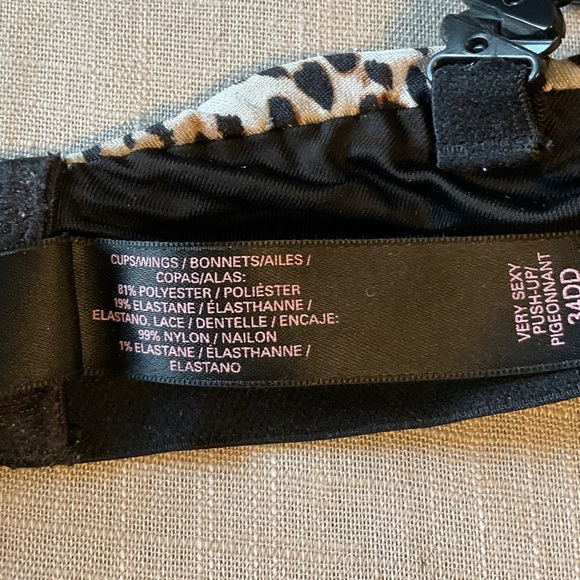 CUPS/WINGS / BONNETS/AILES /
COPAS/ALAS:
81% POLYESTER / POLIÉSTER
19% ELASTANE / ÉLASTHANNE /
ELASTANO. LACE / DENTELLE / ENCAJE:
99% NYLON / NAILON
1% ELASTANE / ÉLASTHANNE /
ELASTANO
VERY SEXY
PUSH-UP/
PIGEONNANT
34DD